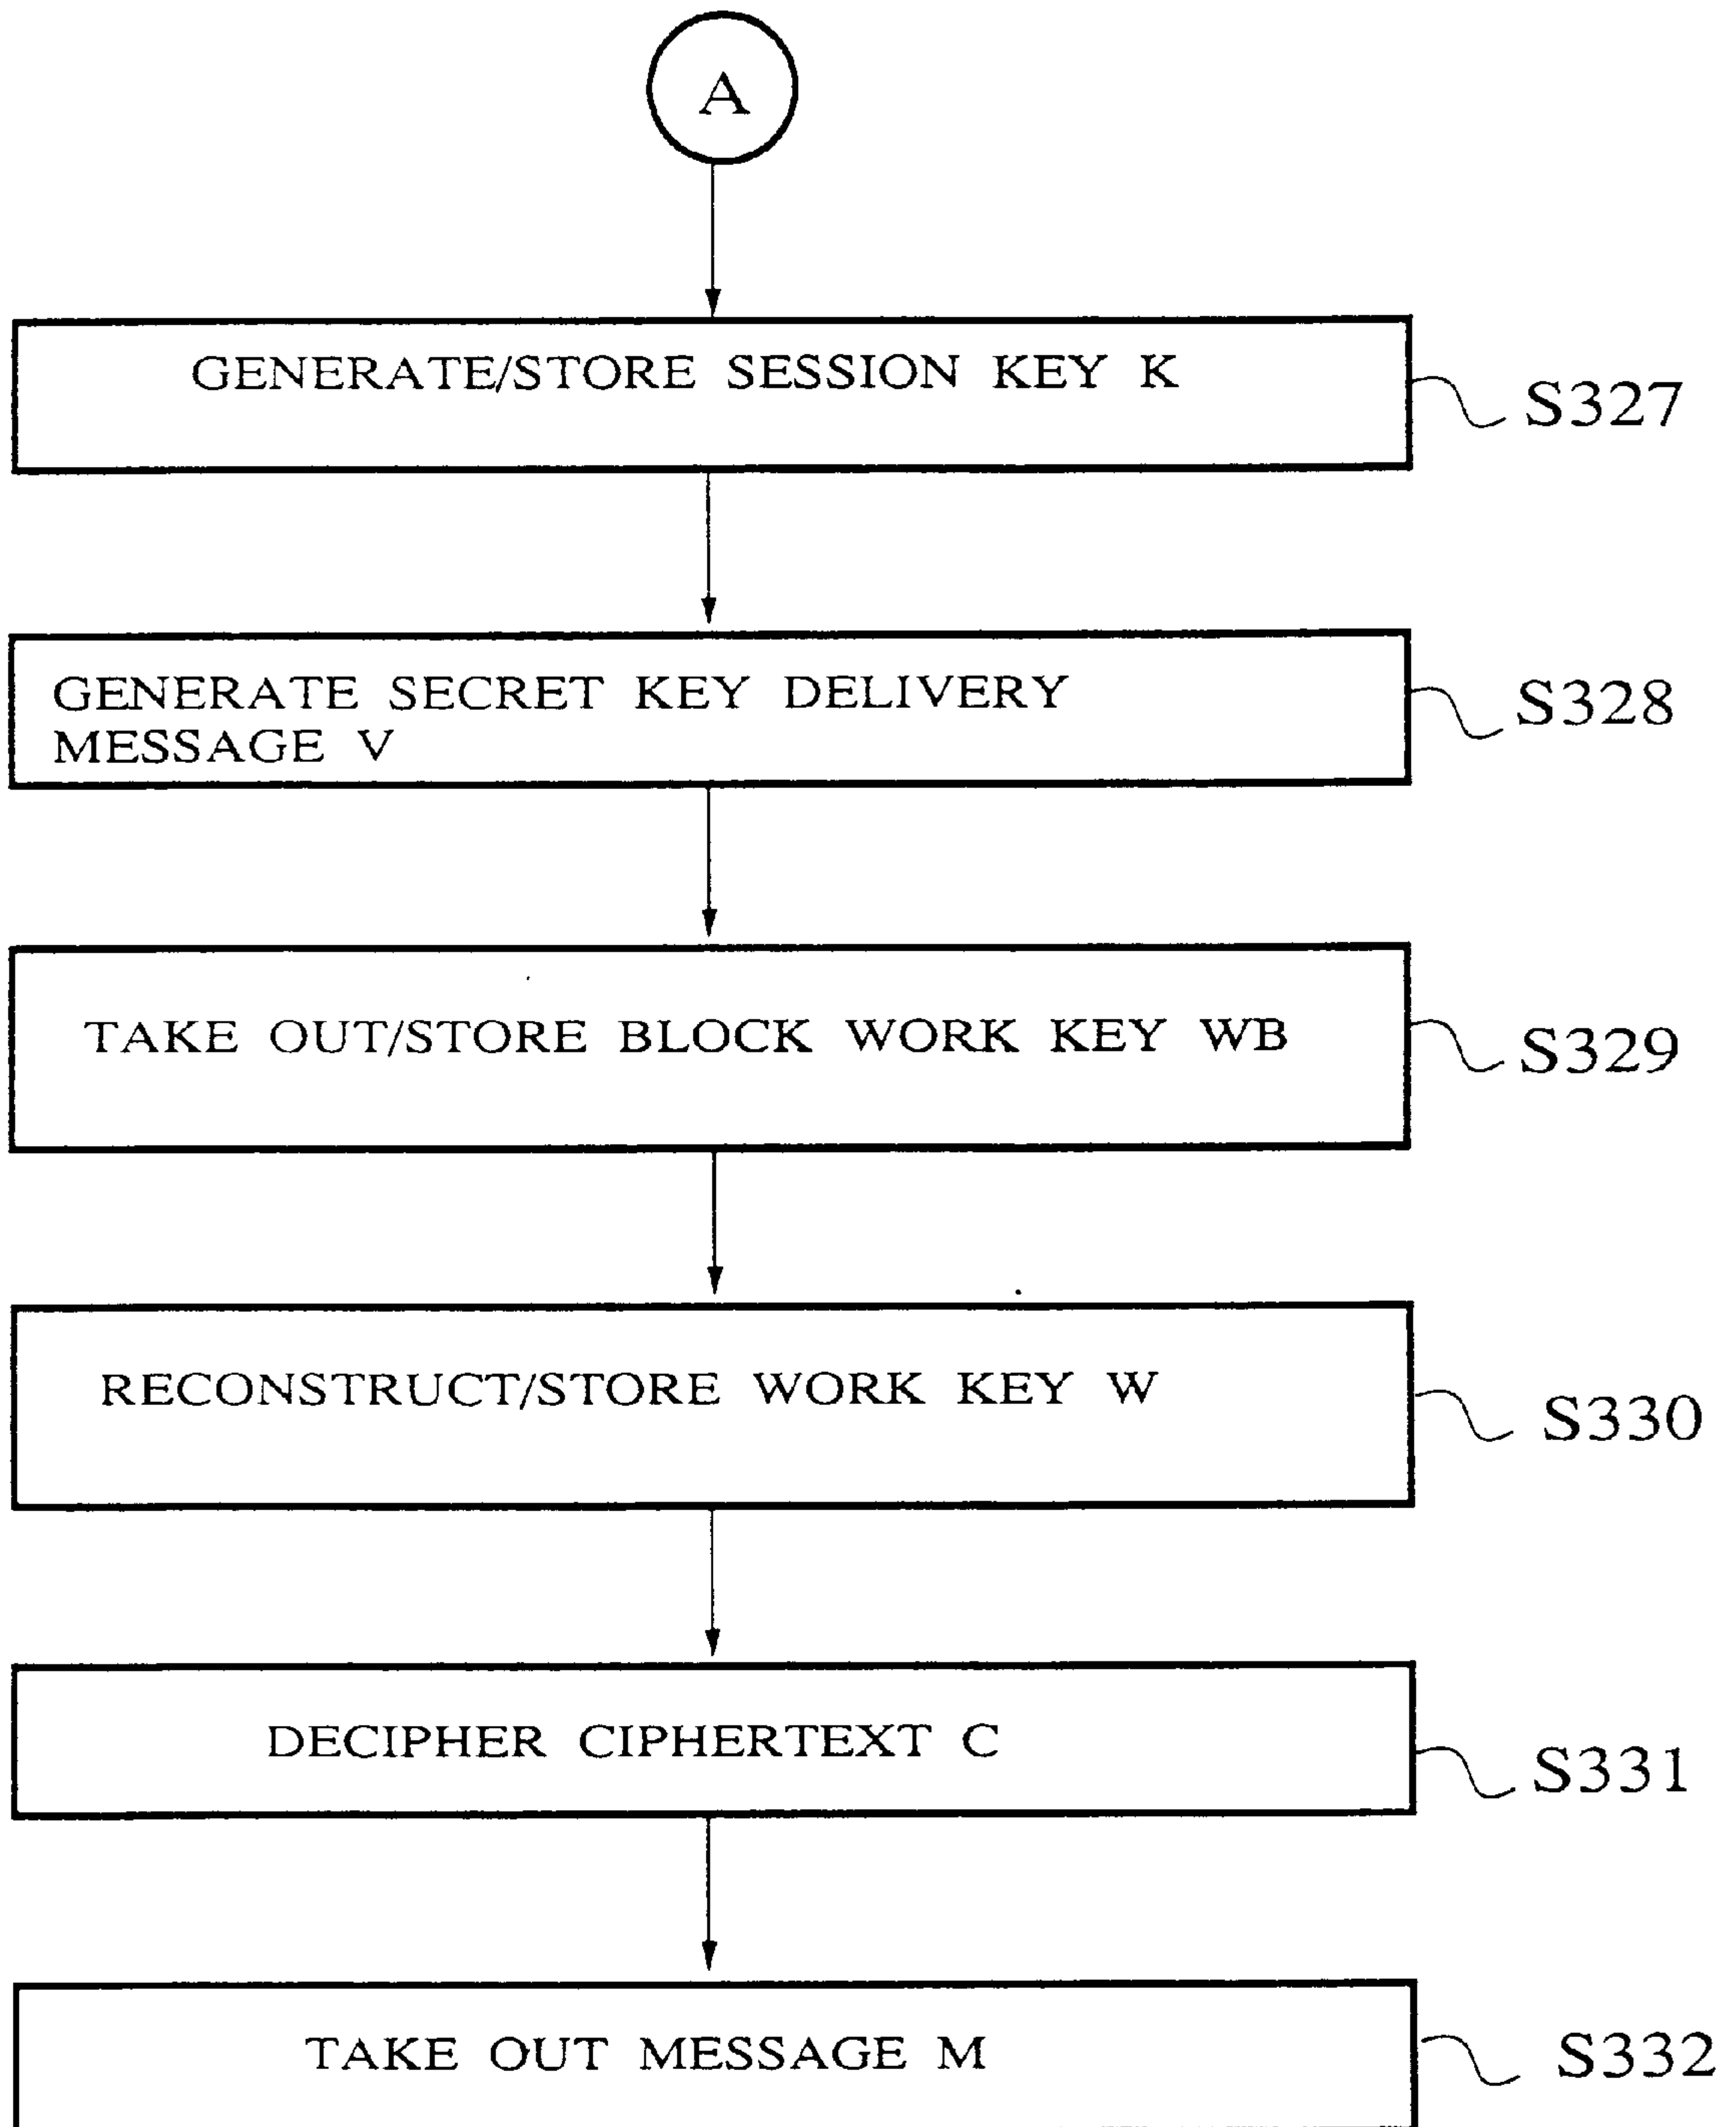 A
GENERATE/STORE SESSION KEY K
S327
GENERATE SECRET KEY DELIVERY
MESSAGE V
S328
TAKE OUT/STORE BLOCK WORK KEY WB
S329
RECONSTRUCT/STORE WORK KEY W
S330
DECIPHER CIPHERTEXT C
S331
TAKE OUT MESSAGE M
S332